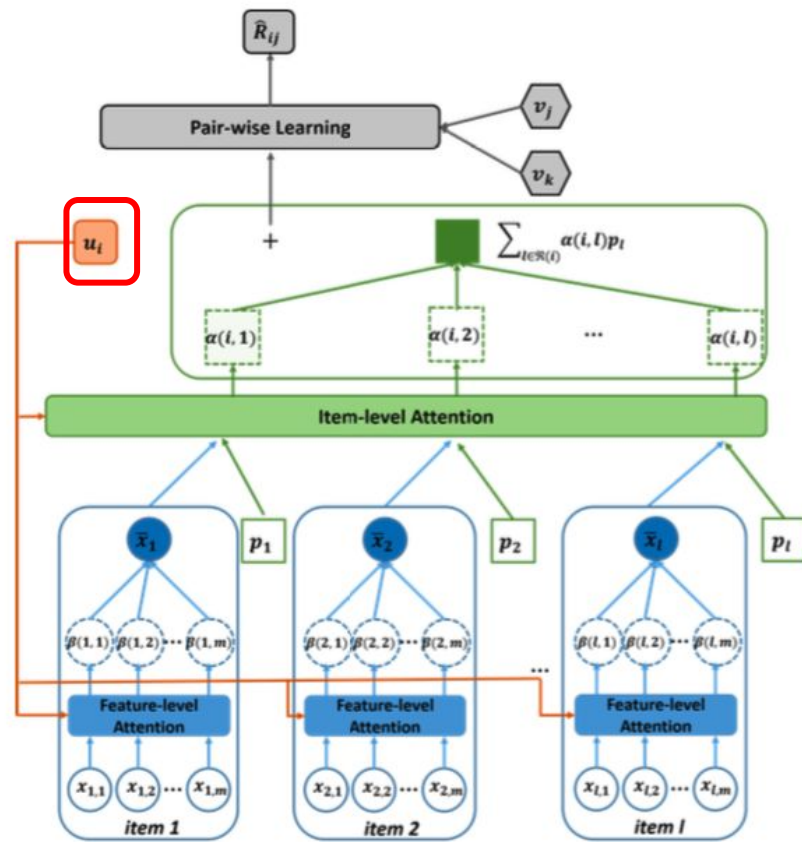 R̂ᵢⱼ
Pair-wise Learning
vⱼ
vₖ
uᵢ
+
∑_{l∈ℜ(i)} α(i, l)pₗ
α(i, 1) α(i, 2) ... α(i, l)
Item-level Attention
x̄₁ p₁ x̄₂ p₂ x̄ₗ pₗ
β(1, 1) β(1, 2) ... β(1, m) β(2, 1) β(2, 2) ... β(2, m) β(l, 1) β(l, 2) ... β(l, m)
...
Feature-level Feature-level Feature-level
Attention Attention Attention
x₁,₁ x₁,₂ ... x₁,ₘ x₂,₁ x₂,₂ ... x₂,ₘ xₗ,₁ xₗ,₂ ... xₗ,ₘ
item 1 item 2 item l